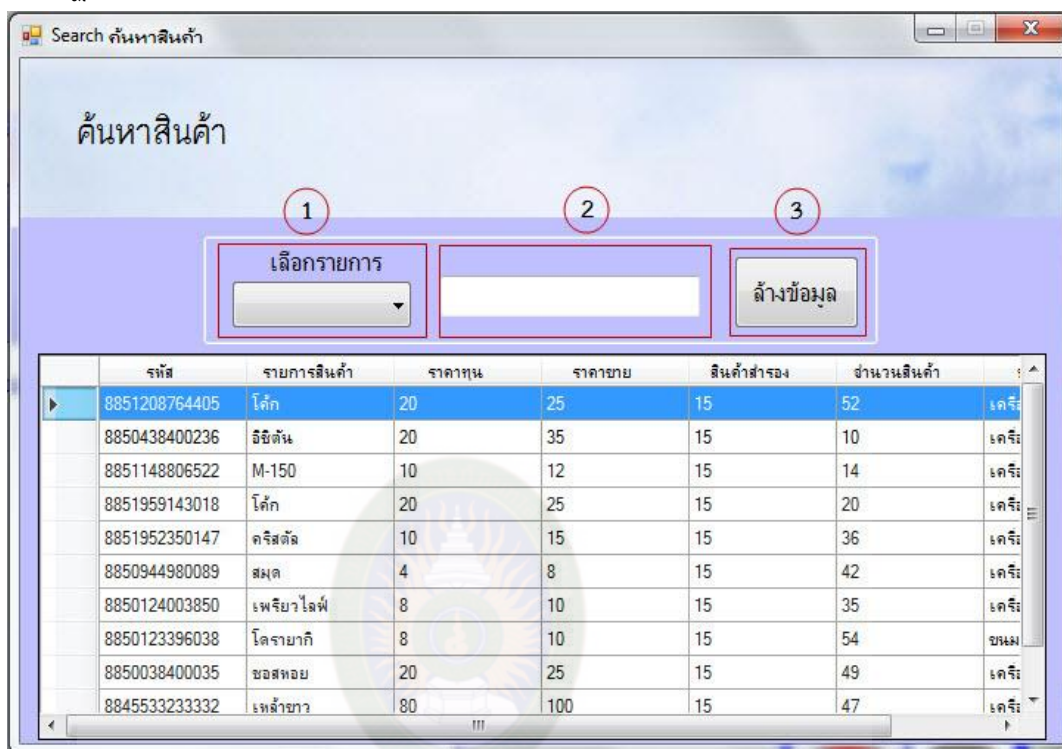 Search ค้นหาสินค้า
ค้นหาสินค้า
1 2 3
เลือกรายการ
ล้างข้อมูล
รหัส รายการสินค้า ราคาทุน ราคาขาย สินค้าสำรอง จำนวนสินค้า
8851208764405 โค้ก 20 25 15 52
8850438400236 อิชิตัน 20 35 15 10
8851148806522 M-150 10 12 15 14
8851959143018 โค้ก 20 25 15 20
8851952350147 คริสตัล 10 15 15 36
8850944980089 สมุด 4 8 15 42
8850124003850 เพรียวไลฟ์ 8 10 15 35
8850123396038 โดรายากิ 8 10 15 54 ขนม
8850038400035 ซอสหอย 20 25 15 49
8845533233332 เหล้าขาว 80 100 15 47